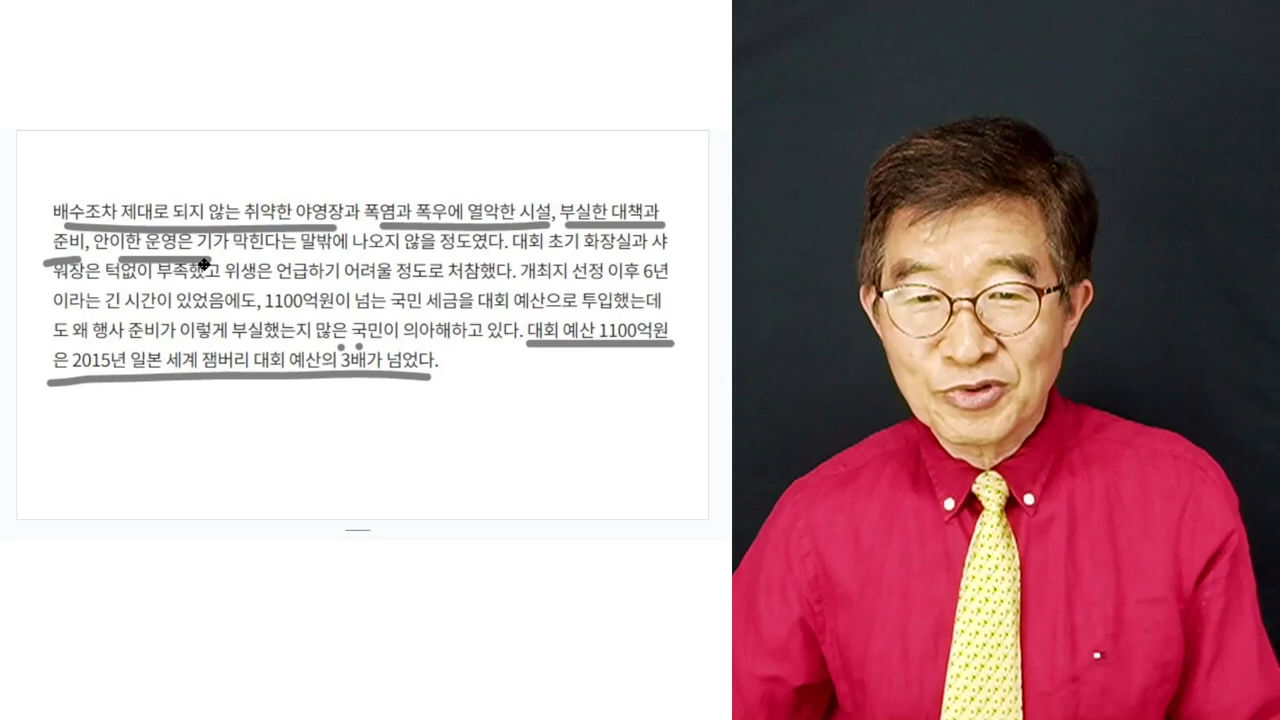 배수조차 제대로 되지 않는 취약한 야영장과 폭염과 폭우에 열악한 시설, 부실한 대책과
준비, 안이한 운영은 기가 막힌다는 말밖에 나오지 않을 정도였다. 대회 초기 화장실과 샤
워장은 턱없이 부족했고 위생은 언급하기 어려울 정도로 처참했다. 개최지 선정 이후 6년
이라는 긴 시간이 있었음에도, 1100억원이 넘는 국민 세금을 대회 예산으로 투입했는데
도 왜 행사 준비가 이렇게 부실했는지 많은 국민이 의아해하고 있다. 대회 예산 1100억원
은 2015년 일본 세계 잼버리 대회 예산의 3배가 넘었다.